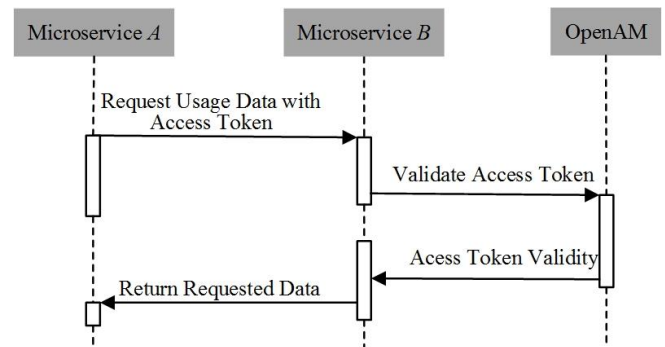 Microservice A
Microservice B
OpenAM
Request Usage Data with
Access Token
Validate Access Token
Acess Token Validity
Return Requested Data